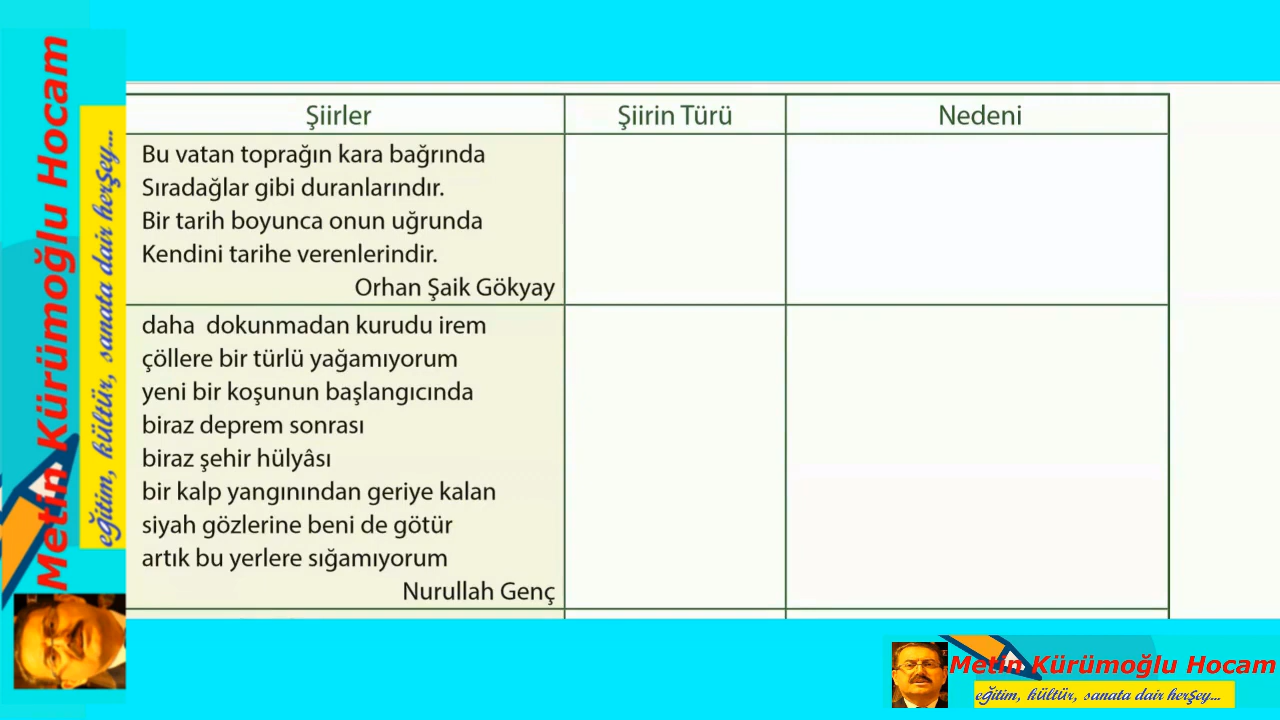 Metin Kürümoğlu Hocam
eğitim, kültür, sanata dair herşey...
Şiirler
Şiirin Türü
Nedeni
Bu vatan toprağın kara bağrında
Sıradağlar gibi duranlarındır.
Bir tarih boyunca onun uğrunda
Kendini tarihe verenlerindir.
Orhan Şaik Gökyay
daha dokunmadan kurudu irem
çöllere bir türlü yağamıyorum
yeni bir koşunun başlangıcında
biraz deprem sonrası
biraz şehir hülyâsı
bir kalp yangınından geriye kalan
siyah gözlerine beni de götür
artık bu yerlere sığamıyorum
Nurullah Genç
Metin Kürümoğlu Hocam
eğitim, kültür, sanata dair herşey...